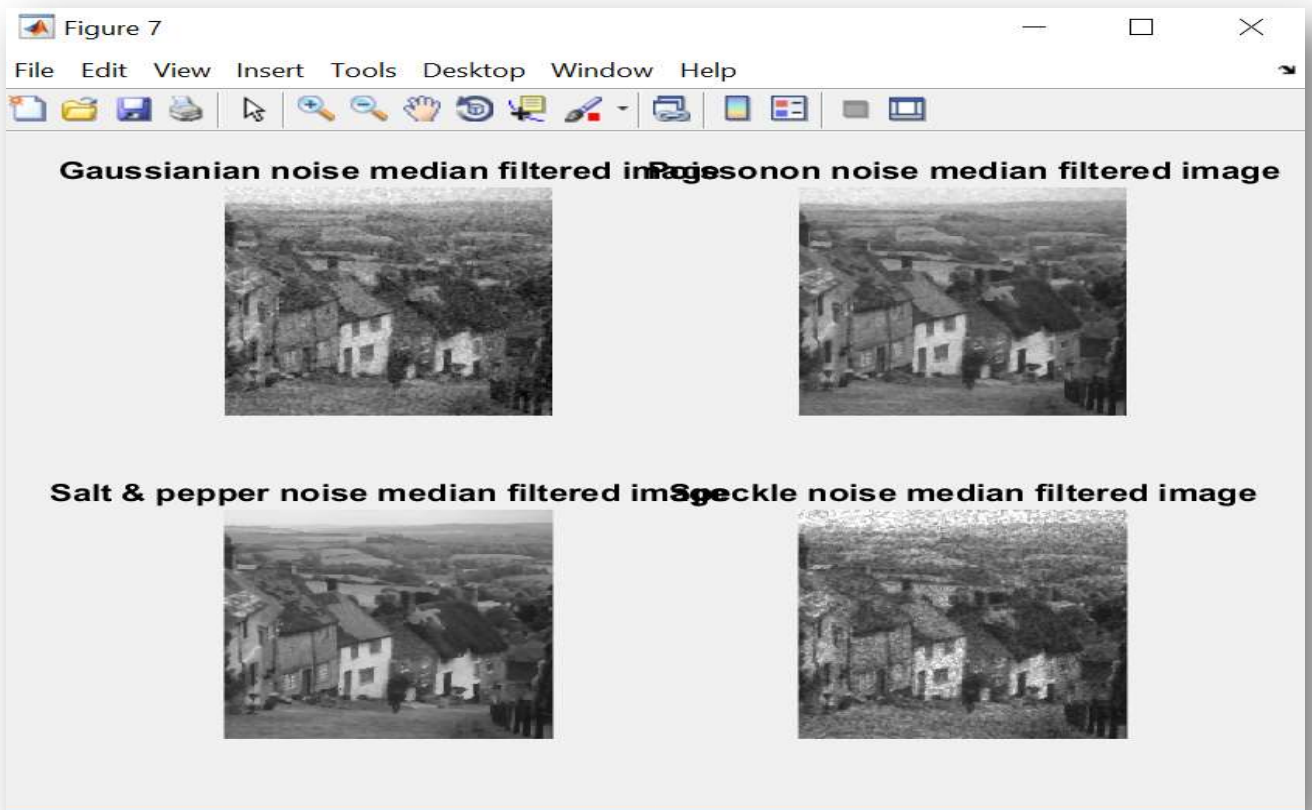 Figure 7
File Edit View Insert Tools Desktop Window Help
Gaussianian noise median filtered image
Poissonon noise median filtered image
Salt & pepper noise median filtered image
Speckle noise median filtered image